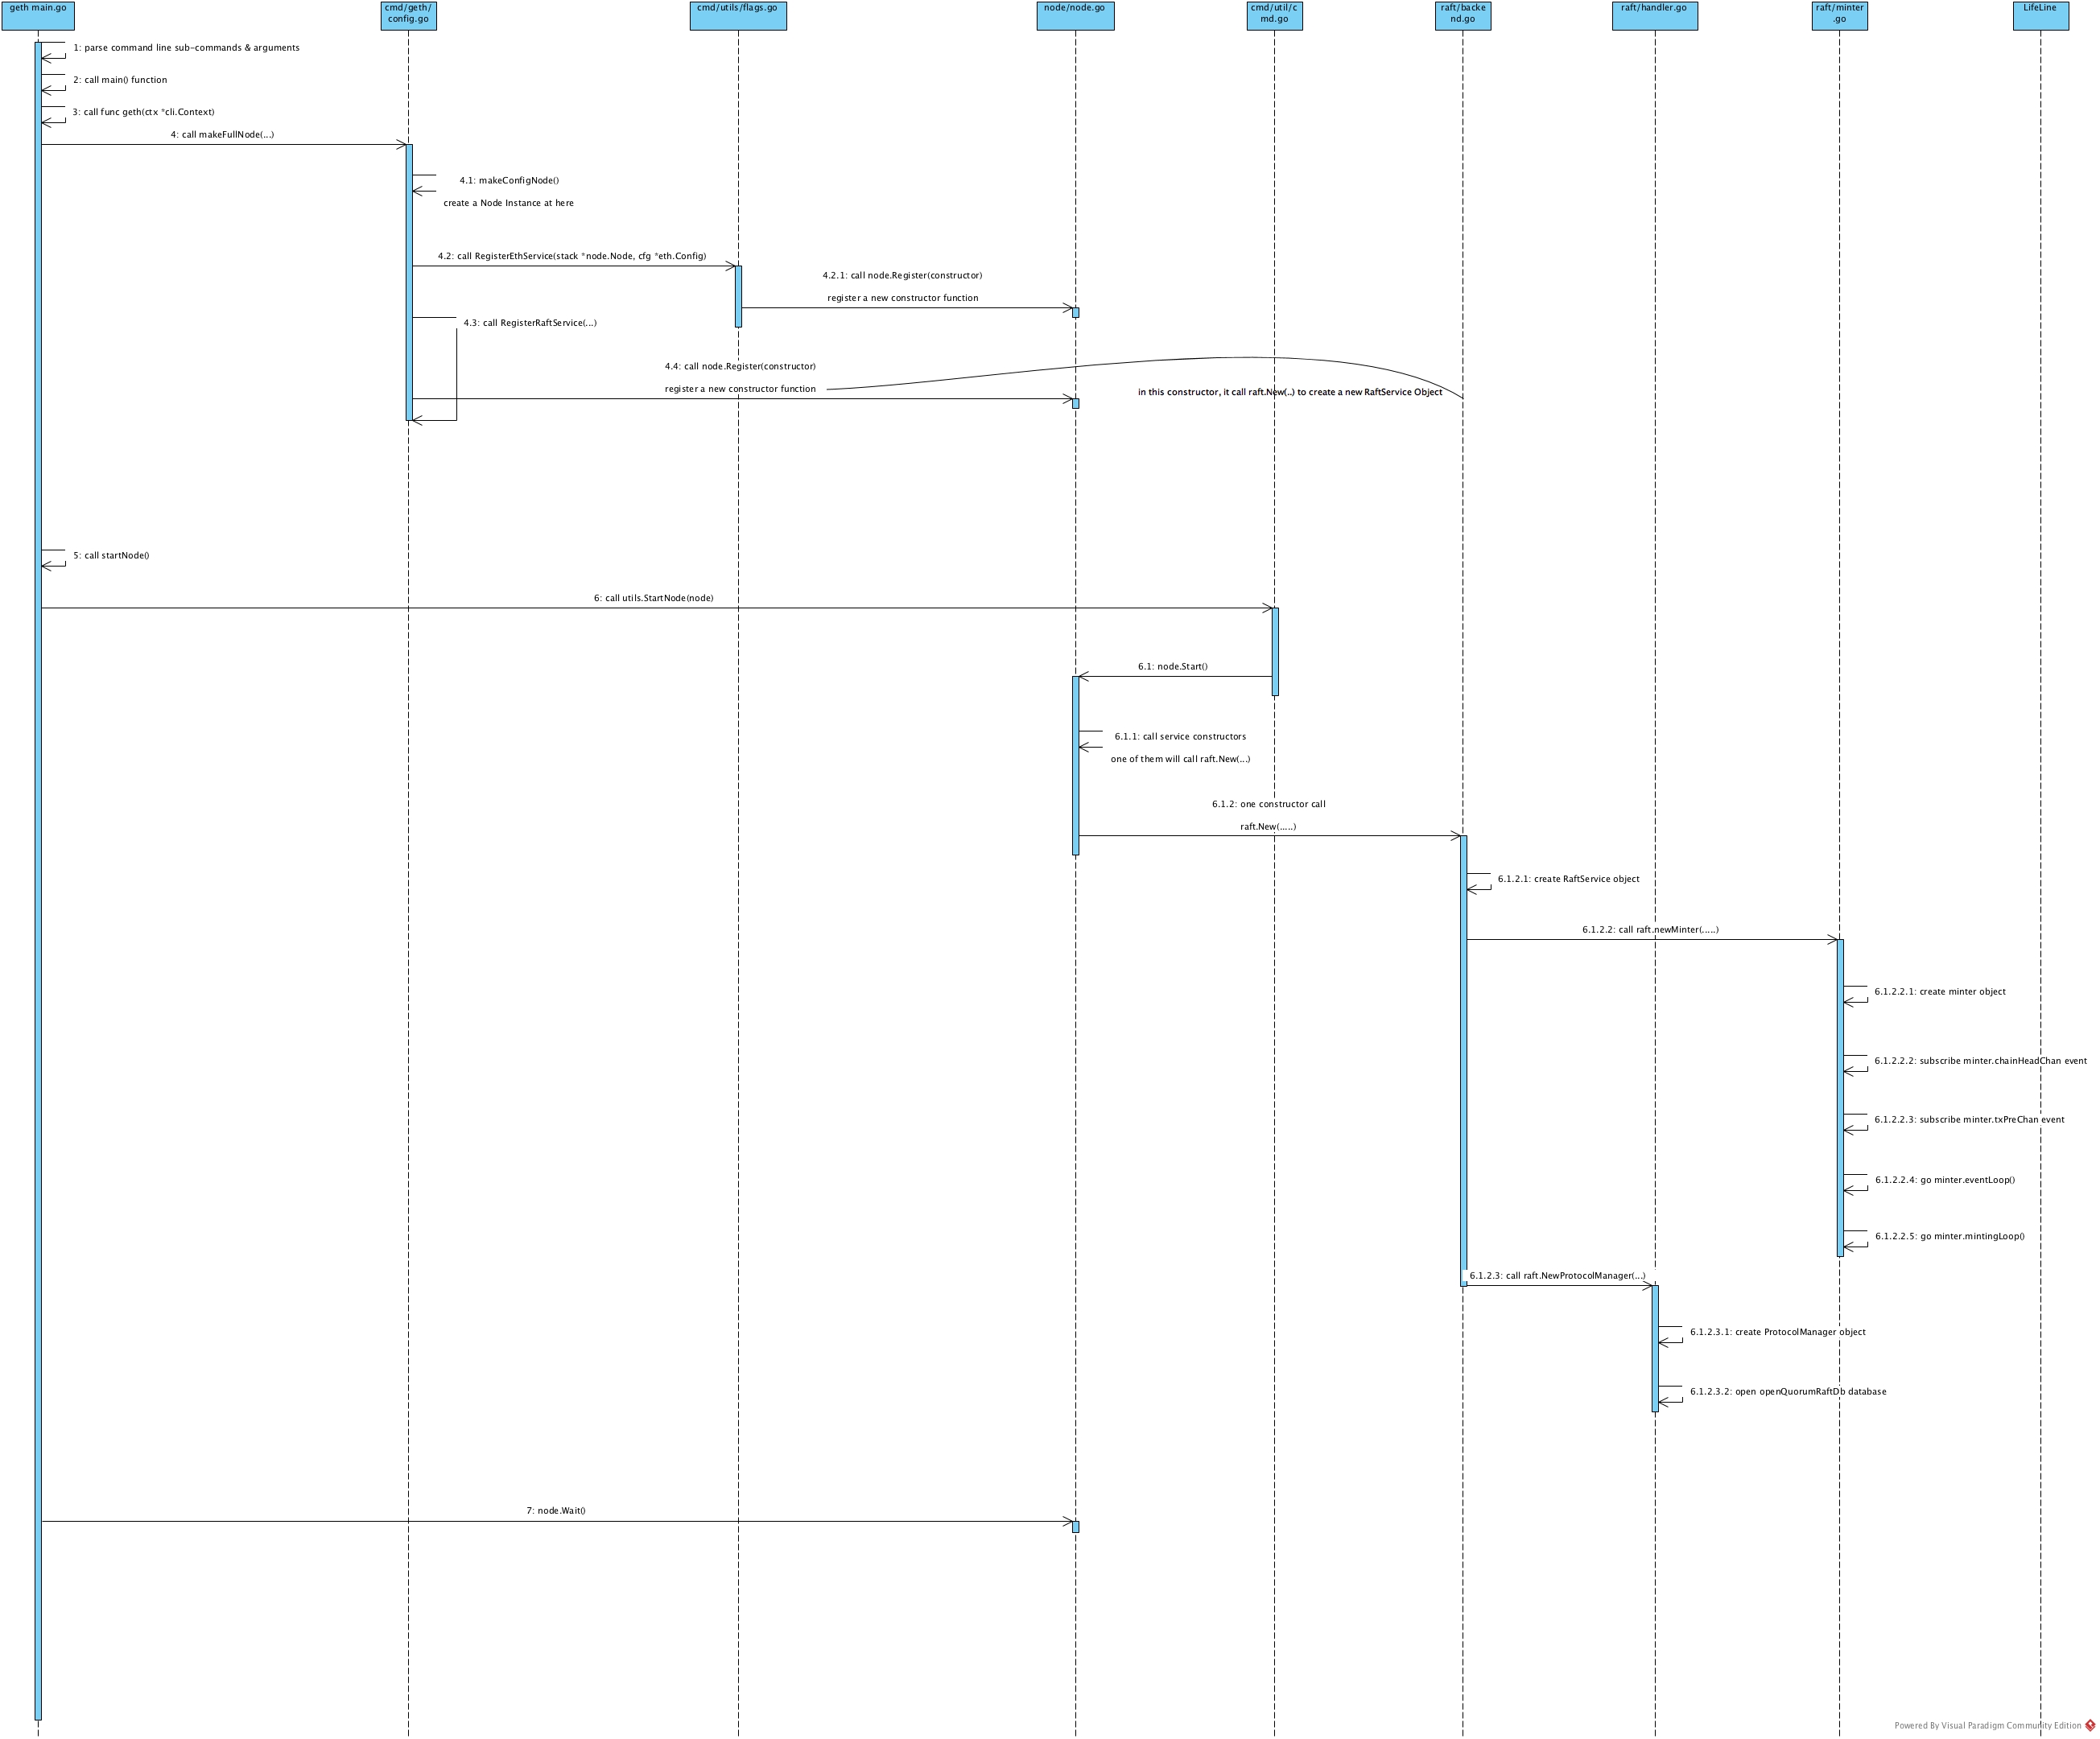 geth main.go
cmd/geth/
config.go
cmd/utils/flags.go
node/node.go
cmd/util/c
md.go
raft/backe
nd.go
raft/handler.go
raft/minter
.go
LifeLine
1: parse command line sub-commands & arguments
2: call main() function
3: call func geth(ctx *cli.Context)
4: call makeFullNode(...)
4.1: makeConfigNode()
create a Node Instance at here
4.2: call RegisterEthService(stack *node.Node, cfg *eth.Config)
4.2.1: call node.Register(constructor)
register a new constructor function
4.3: call RegisterRaftService(...)
4.4: call node.Register(constructor)
register a new constructor function
in this constructor, it call raft.New(..) to create a new RaftService Object
5: call startNode()
6: call utils.StartNode(node)
6.1: node.Start()
6.1.1: call service constructors
one of them will call raft.New(...)
6.1.2: one constructor call
raft.New(.....)
6.1.2.1: create RaftService object
6.1.2.2: call raft.newMinter(.....)
6.1.2.2.1: create minter object
6.1.2.2.2: subscribe minter.chainHeadChan event
6.1.2.2.3: subscribe minter.txPreChan event
6.1.2.2.4: go minter.eventLoop()
6.1.2.2.5: go minter.mintingLoop()
6.1.2.3: call raft.NewProtocolManager(...)
6.1.2.3.1: create ProtocolManager object
6.1.2.3.2: open openQuorumRaftDb database
7: node.Wait()
Powered By Visual Paradigm Community Edition